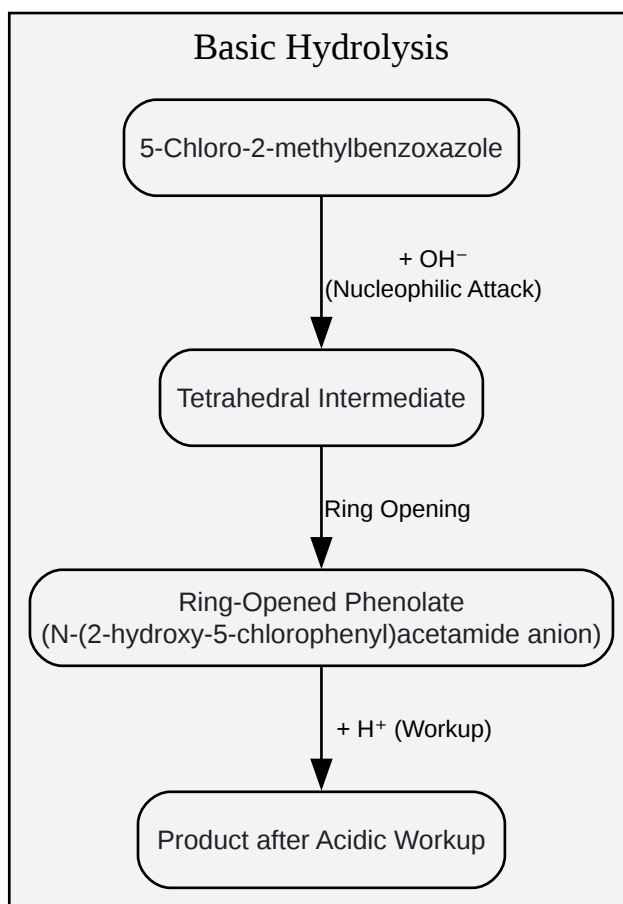 Basic Hydrolysis
5-Chloro-2-methylbenzoxazole
+ OH⁻
(Nucleophilic Attack)
Tetrahedral Intermediate
Ring Opening
Ring-Opened Phenolate
(N-(2-hydroxy-5-chlorophenyl)acetamide anion)
+ H⁺ (Workup)
Product after Acidic Workup